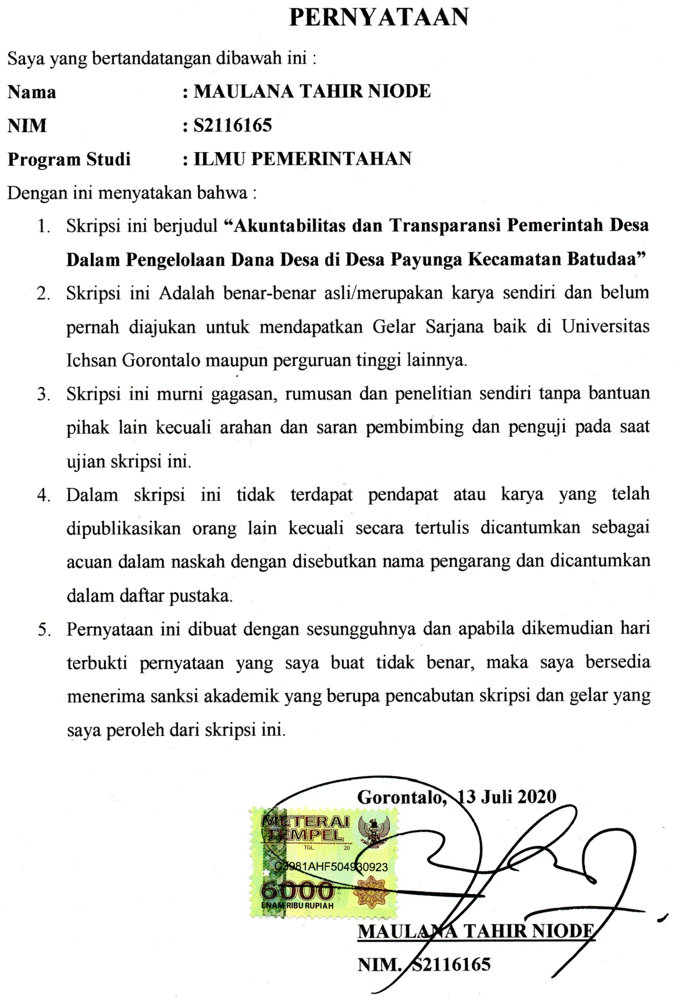 PERNYATAAN
Saya yang bertandatangan dibawah ini :
Nama : MAULANA TAHIR NIODE
NIM : S2116165
Program Studi : ILMU PEMERINTAHAN
Dengan ini menyatakan bahwa :
1. Skripsi ini berjudul “Akuntabilitas dan Transparansi Pemerintah Desa
Dalam Pengelolaan Dana Desa di Desa Payunga Kecamatan Batudaa”
2. Skripsi ini Adalah benar-benar asli/merupakan karya sendiri dan belum
pernah diajukan untuk mendapatkan Gelar Sarjana baik di Universitas
Ichsan Gorontalo maupun perguruan tinggi lainnya.
3. Skripsi ini murni gagasan, rumusan dan penelitian sendiri tanpa bantuan
pihak lain kecuali arahan dan saran pembimbing dan penguji pada saat
ujian skripsi ini.
4. Dalam skripsi ini tidak terdapat pendapat atau karya yang telah
dipublikasikan orang lain kecuali secara tertulis dicantumkan sebagai
acuan dalam naskah dengan disebutkan nama pengarang dan dicantumkan
dalam daftar pustaka.
5. Pernyataan ini dibuat dengan sesungguhnya dan apabila dikemudian hari
terbukti pernyataan yang saya buat tidak benar, maka saya bersedia
menerima sanksi akademik yang berupa pencabutan skripsi dan gelar yang
saya peroleh dari skripsi ini.
Gorontalo, 13 Juli 2020
METERAI
TEMPEL
TGL. 20
6000
ENAM RIBU RUPIAH
MAULANA TAHIR NIODE
NIM. S2116165